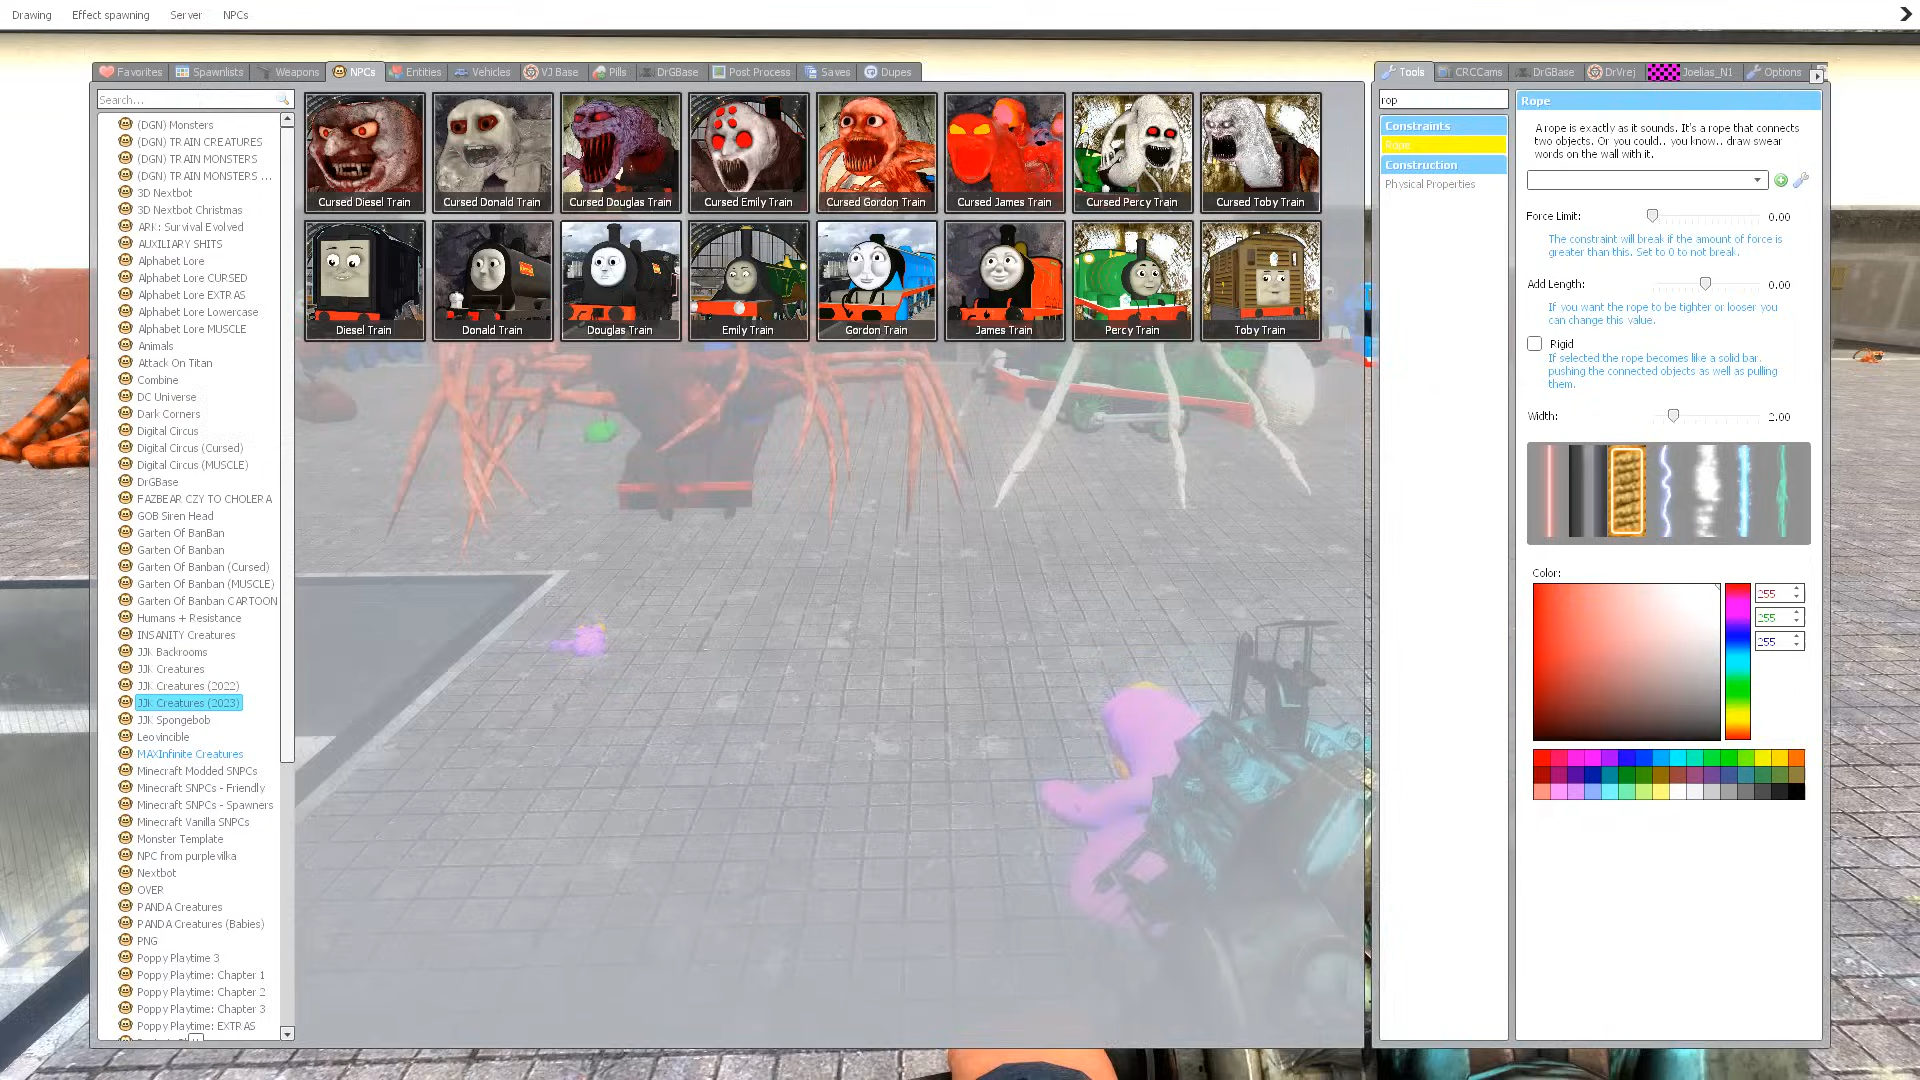 Drawing Effect spawning Server NPCs
Favorites Spawnlists Weapons NPCs Entities Vehicles VJ Base Pills DrGBase Post Process Saves Dupes
Search...
(DGN) Monsters
(DGN) TRAIN CREATURES
(DGN) TRAIN MONSTERS
(DGN) TRAIN MONSTERS ...
3D Nextbot
3D Nextbot Christmas
ARK: Survival Evolved
AUXILIARY SHITS
Alphabet Lore
Alphabet Lore CURSED
Alphabet Lore EXTRAS
Alphabet Lore Lowercase
Alphabet Lore MUSCLE
Animals
Attack On Titan
Combine
DC Universe
Dark Corners
Digital Circus
Digital Circus (Cursed)
Digital Circus (MUSCLE)
DrGBase
FAZBEAR CZY TO CHOLERA
GOB Siren Head
Garten Of BanBan
Garten Of Banban
Garten Of Banban (Cursed)
Garten Of Banban (MUSCLE)
Garten Of Banban CARTOON
Humans + Resistance
INSANITY Creatures
JJK Backrooms
JJK Creatures
JJK Creatures (2022)
JJK Creatures (2023)
JJK Spongebob
Leovincible
MAXInfinite Creatures
Minecraft Modded SNPCs
Minecraft SNPCs - Friendly
Minecraft SNPCs - Spawners
Minecraft Vanilla SNPCs
Monster Template
NPC from purplevilka
Nextbot
OVER
PANDA Creatures
PANDA Creatures (Babies)
PNG
Poppy Playtime 3
Poppy Playtime: Chapter 1
Poppy Playtime: Chapter 2
Poppy Playtime: Chapter 3
Poppy Playtime: EXTRAS
Cursed Diesel Train Cursed Donald Train Cursed Douglas Train Cursed Emily Train Cursed Gordon Train Cursed James Train Cursed Percy Train Cursed Toby Train
Diesel Train Donald Train Douglas Train Emily Train Gordon Train James Train Percy Train Toby Train
Tools CRCCams DrGBase DrVrej Joelias_N1 Options
rop
Constraints
Rope
Construction
Physical Properties
Rope
A rope is exactly as it sounds. It's a rope that connects
two objects. Or you could.. you know.. draw swear
words on the wall with it.
Force Limit: 0.00
The constraint will break if the amount of force is
greater than this. Set to 0 to not break.
Add Length: 0.00
If you want the rope to be tighter or looser you
can change this value.
Rigid
If selected the rope becomes like a solid bar,
pushing the connected objects as well as pulling
them.
Width: 2.00
Color:
255
255
255